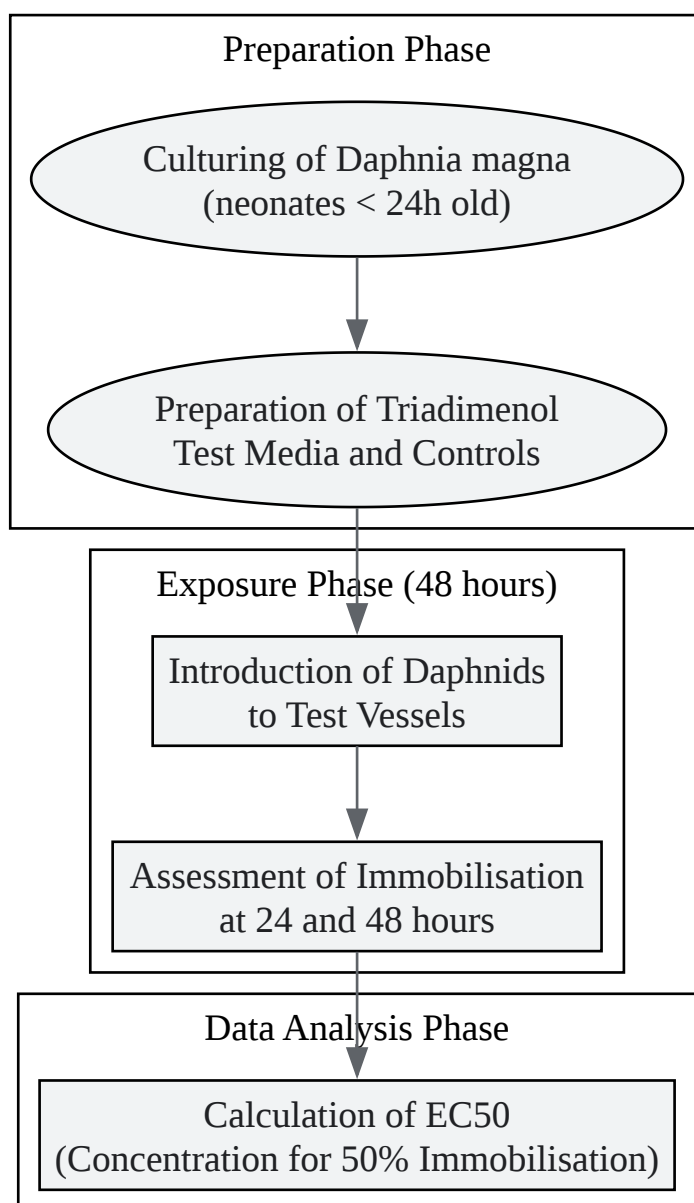 Preparation Phase
Culturing of Daphnia magna
(neonates < 24h old)
Preparation of Triadimenol
Test Media and Controls
Exposure Phase (48 hours)
Introduction of Daphnids
to Test Vessels
Assessment of Immobilisation
at 24 and 48 hours
Data Analysis Phase
Calculation of EC50
(Concentration for 50% Immobilisation)